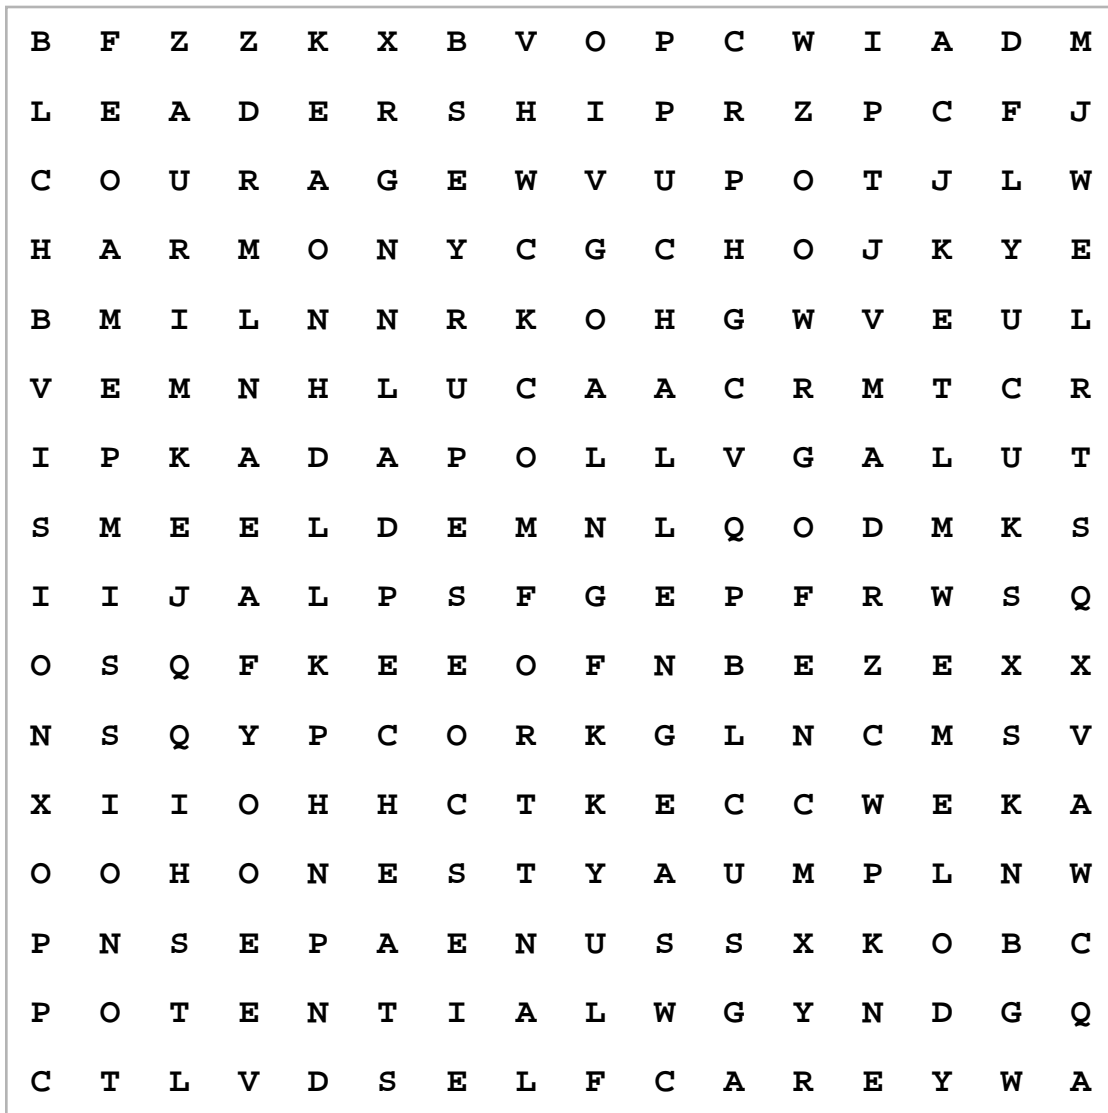 B F Z Z K X B V O P C W I A D M
L E A D E R S H I P R Z P C F J
C O U R A G E W V U P O T J L W
H A R M O N Y C G C H O J K Y E
B M I L N N R K O H G W V E U L
V E M N H L U C A A C R M T C R
I P K A D A P O L L V G A L U T
S M E E L D E M N L Q O D M K S
I I J A L P S F G E P F R W S Q
O S Q F K E E O F N B E Z E X X
N S Q Y P C O R K G L N C M S V
X I I O H H C T K E C C W E K A
O O H O N E S T Y A U M P L N W
P N S E P A E N U S S X K O B C
P O T E N T I A L W G Y N D G Q
C T L V D S E L F C A R E Y W A